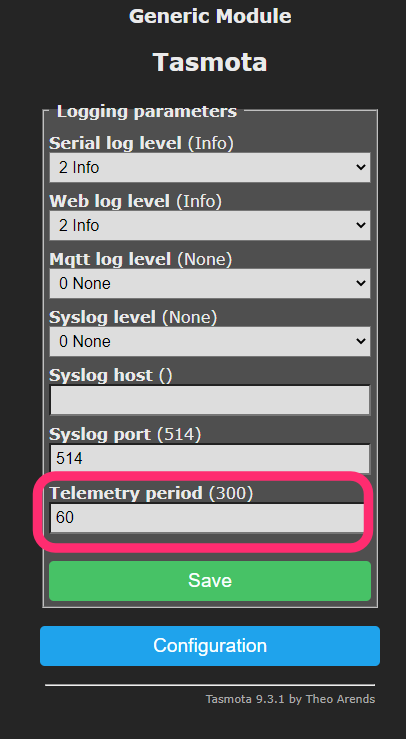 Generic Module
Tasmota
Logging parameters
Serial log level (Info)
2 Info
Web log level (Info)
2 Info
Mqtt log level (None)
0 None
Syslog level (None)
0 None
Syslog host ()
Syslog port (514)
514
Telemetry period (300)
60
Save
Configuration
Tasmota 9.3.1 by Theo Arends